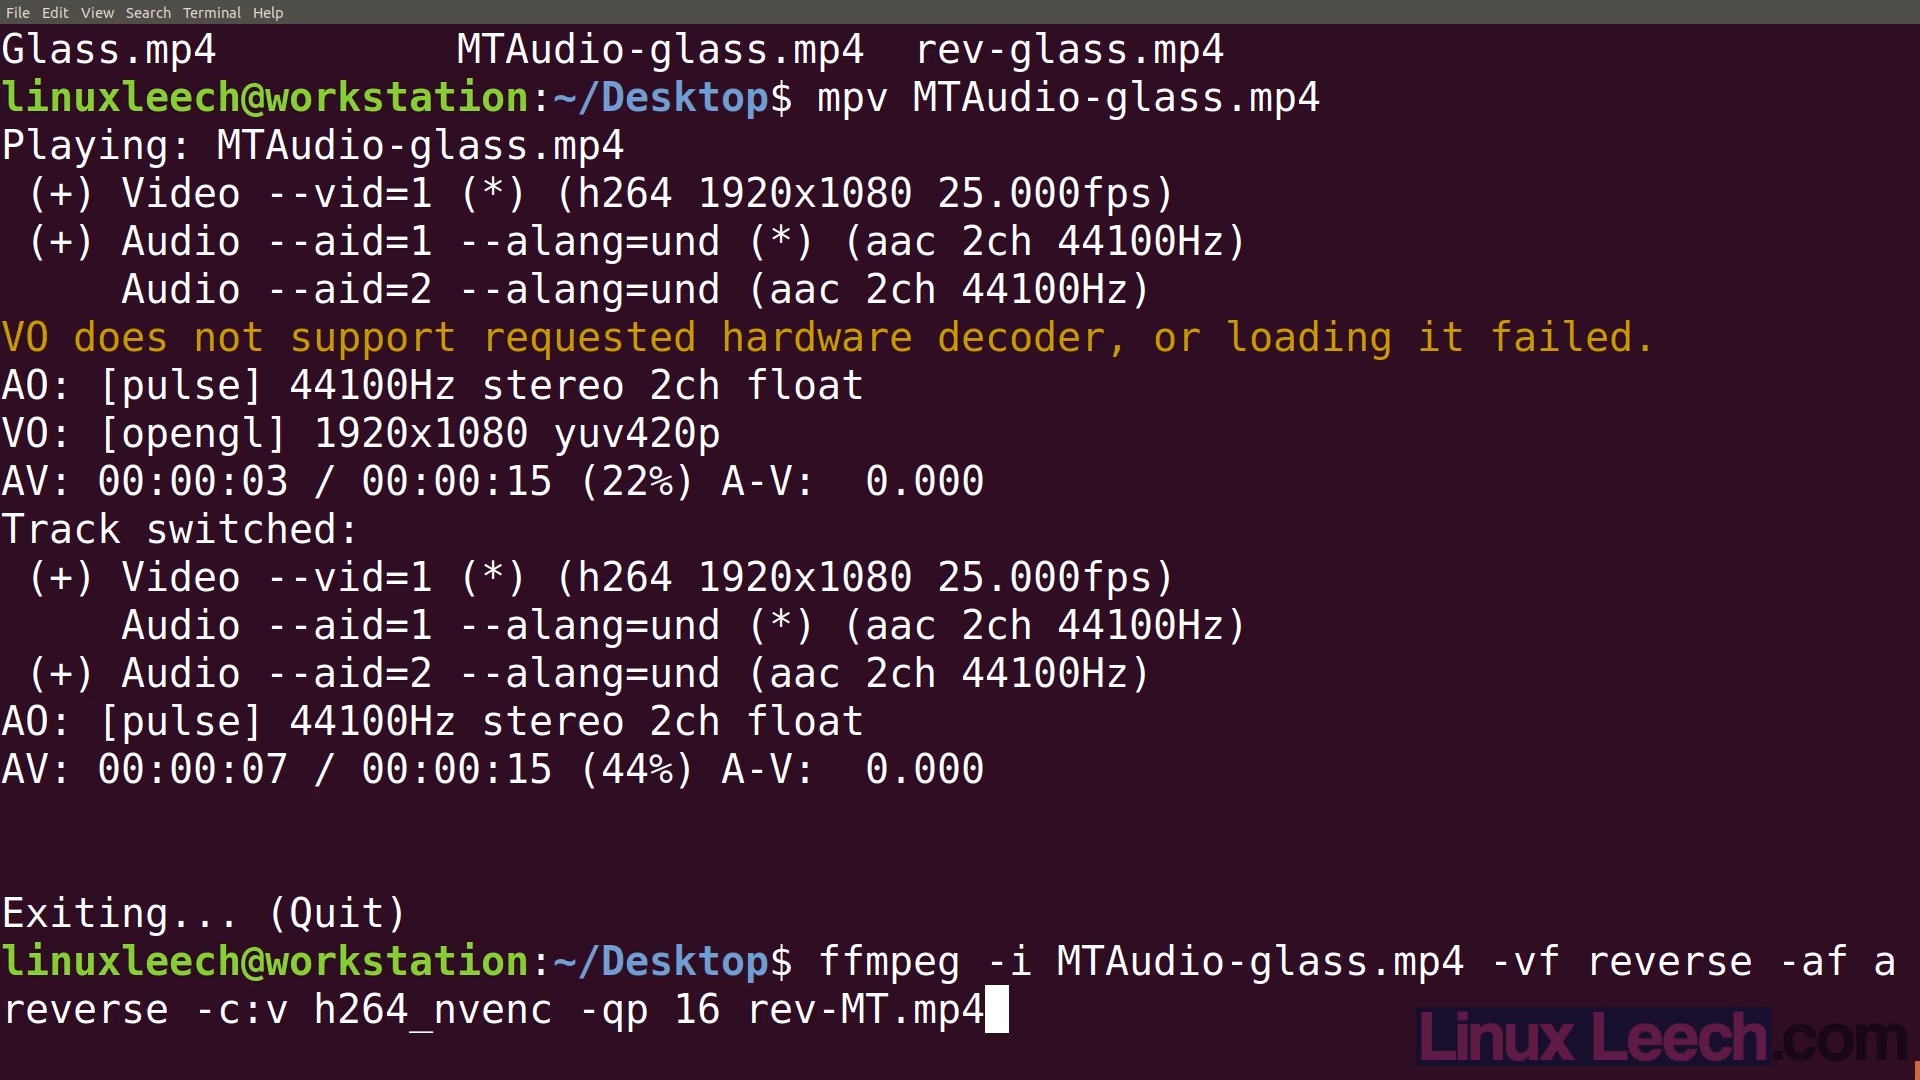 File Edit View Search Terminal Help
Glass.mp4 MTAudio-glass.mp4 rev-glass.mp4
linuxleech@workstation:~/Desktop$ mpv MTAudio-glass.mp4
Playing: MTAudio-glass.mp4
(+) Video --vid=1 (*) (h264 1920x1080 25.000fps)
(+) Audio --aid=1 --alang=und (*) (aac 2ch 44100Hz)
Audio --aid=2 --alang=und (aac 2ch 44100Hz)
VO does not support requested hardware decoder, or loading it failed.
AO: [pulse] 44100Hz stereo 2ch float
VO: [opengl] 1920x1080 yuv420p
AV: 00:00:03 / 00:00:15 (22%) A-V: 0.000
Track switched:
(+) Video --vid=1 (*) (h264 1920x1080 25.000fps)
Audio --aid=1 --alang=und (*) (aac 2ch 44100Hz)
(+) Audio --aid=2 --alang=und (aac 2ch 44100Hz)
AO: [pulse] 44100Hz stereo 2ch float
AV: 00:00:07 / 00:00:15 (44%) A-V: 0.000
Exiting... (Quit)
linuxleech@workstation:~/Desktop$ ffmpeg -i MTAudio-glass.mp4 -vf reverse -af a
reverse -c:v h264_nvenc -qp 16 rev-MT.mp4
Linux Leech.com